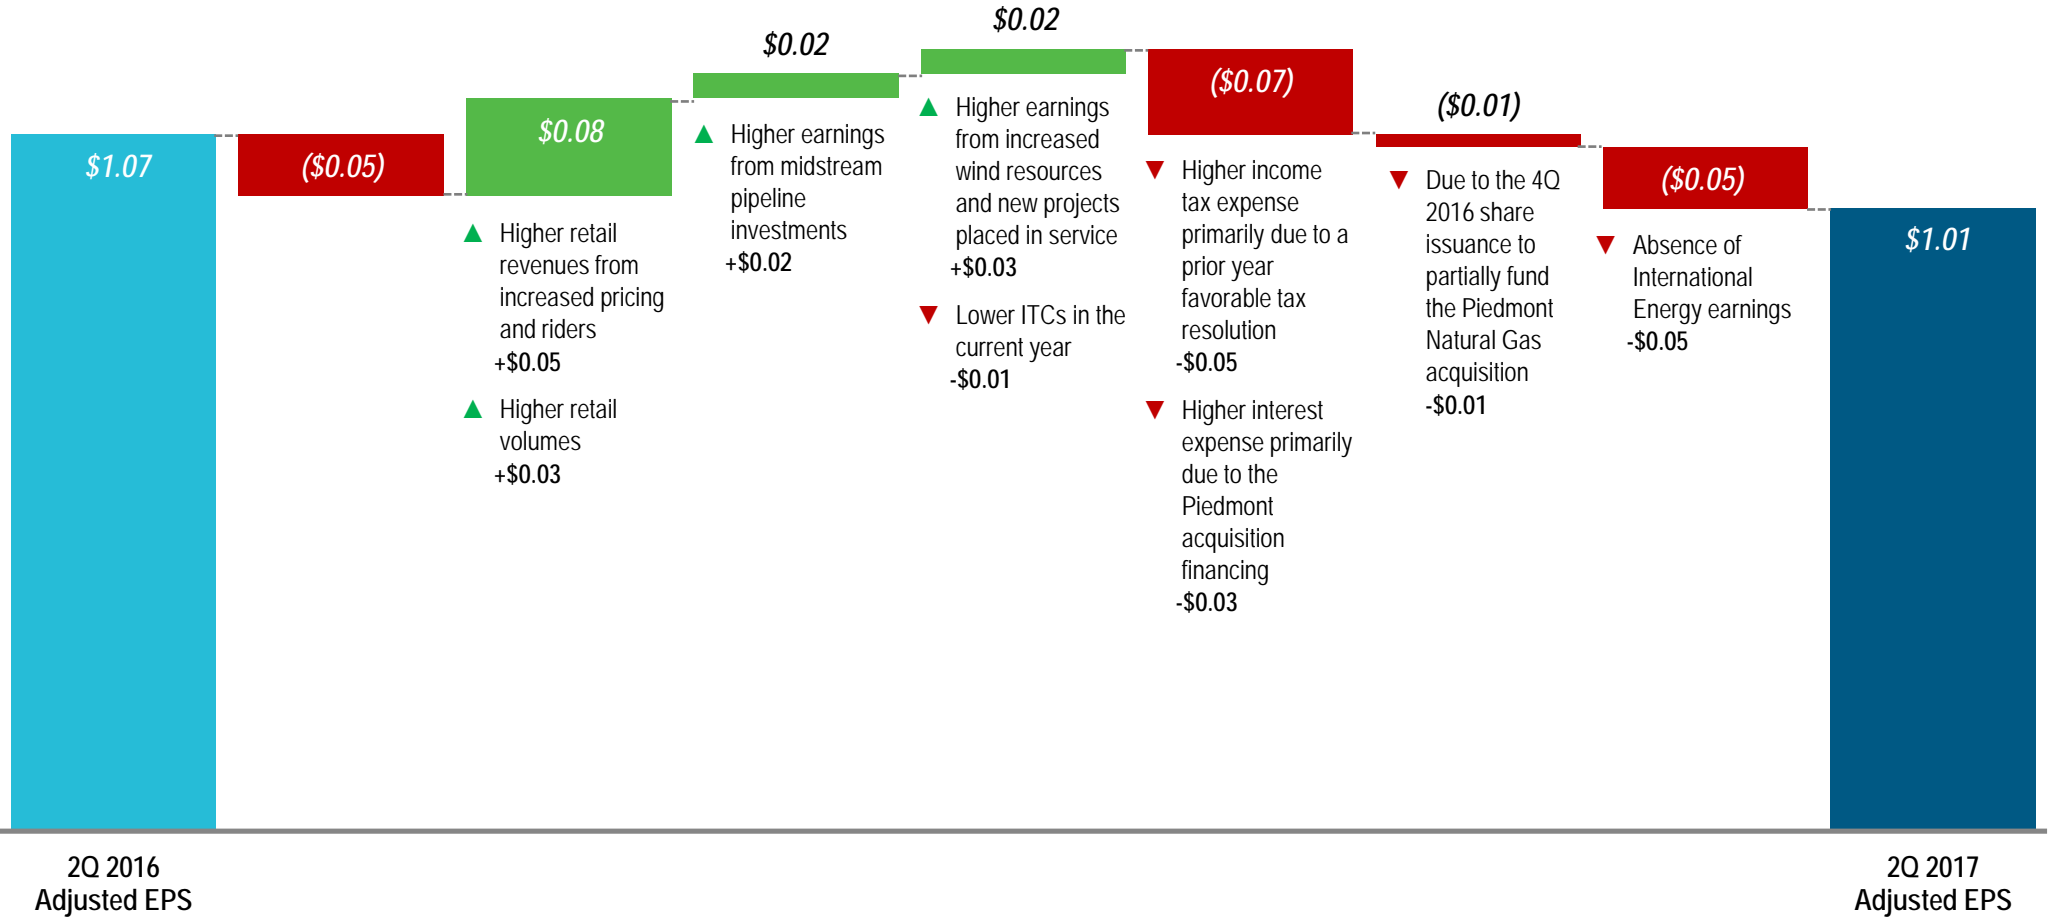 $1.07
($0.05)
$0.08
▲ Higher retail
revenues from
increased pricing
and riders
+$0.05
▲ Higher retail
volumes
+$0.03
$0.02
▲ Higher earnings
from midstream
pipeline
investments
+$0.02
$0.02
▲ Higher earnings
from increased
wind resources
and new projects
placed in service
+$0.03
▼ Lower ITCs in the
current year
-$0.01
($0.07)
▼ Higher income
tax expense
primarily due to a
prior year
favorable tax
resolution
-$0.05
▼ Higher interest
expense primarily
due to the
Piedmont
acquisition
financing
-$0.03
($0.01)
▼ Due to the 4Q
2016 share
issuance to
partially fund
the Piedmont
Natural Gas
acquisition
-$0.01
($0.05)
▼ Absence of
International
Energy earnings
-$0.05
$1.01
2Q 2016
Adjusted EPS
2Q 2017
Adjusted EPS